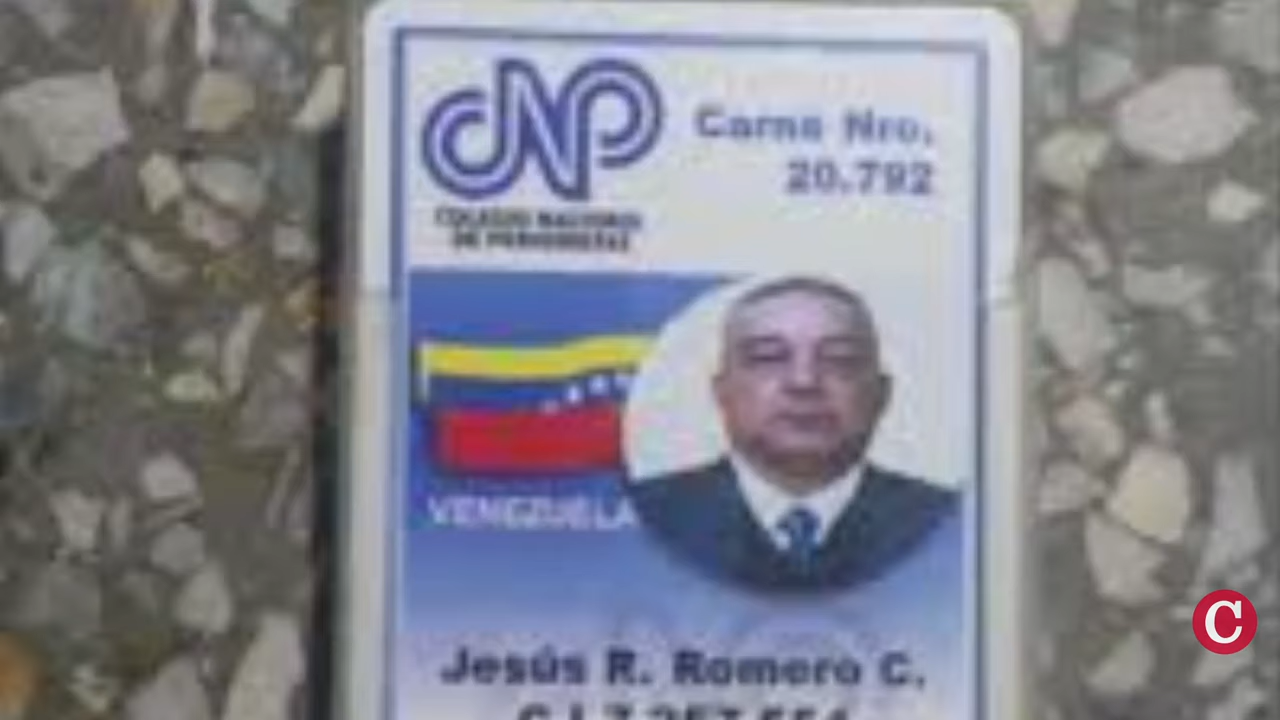 CNP
Carne Nro.
20.792
COLEGIO NACIONAL
DE PERIODISTAS
VENEZUELA
Jesús R. Romero C.
C